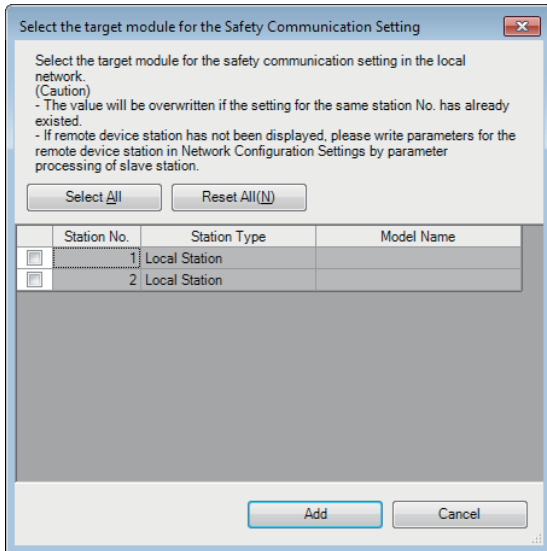 Select the target module for the Safety Communication Setting
Select the target module for the safety communication setting in the local
network.
(Caution)
- The value will be overwritten if the setting for the same station No. has already
existed.
- If remote device station has not been displayed, please write parameters for the
remote device station in Network Configuration Settings by parameter
processing of slave station.
Select All Reset All(N)
Station No. Station Type Model Name
1 Local Station
2 Local Station
Add Cancel